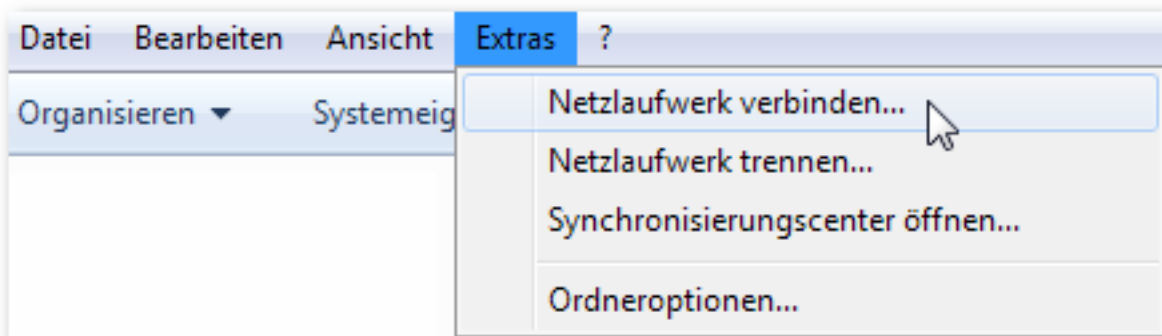 Datei Bearbeiten Ansicht Extras ?
Organisieren Systemeig
Netzlaufwerk verbinden...
Netzlaufwerk trennen...
Synchronisierungscenter öffnen...
Ordneroptionen...